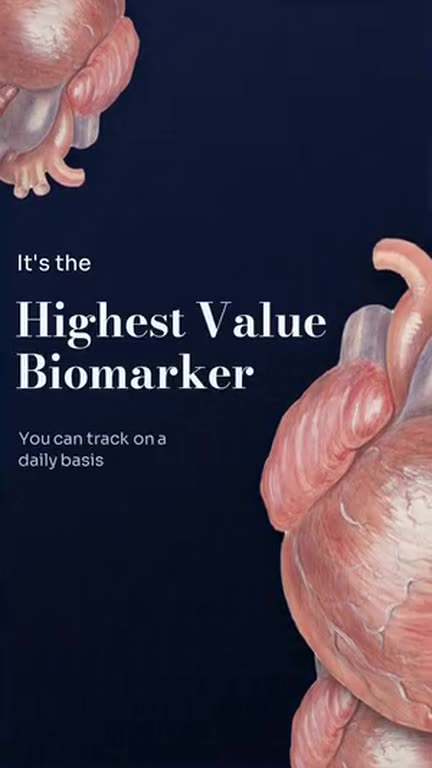 It's the
Highest Value
Biomarker
You can track on a
daily basis